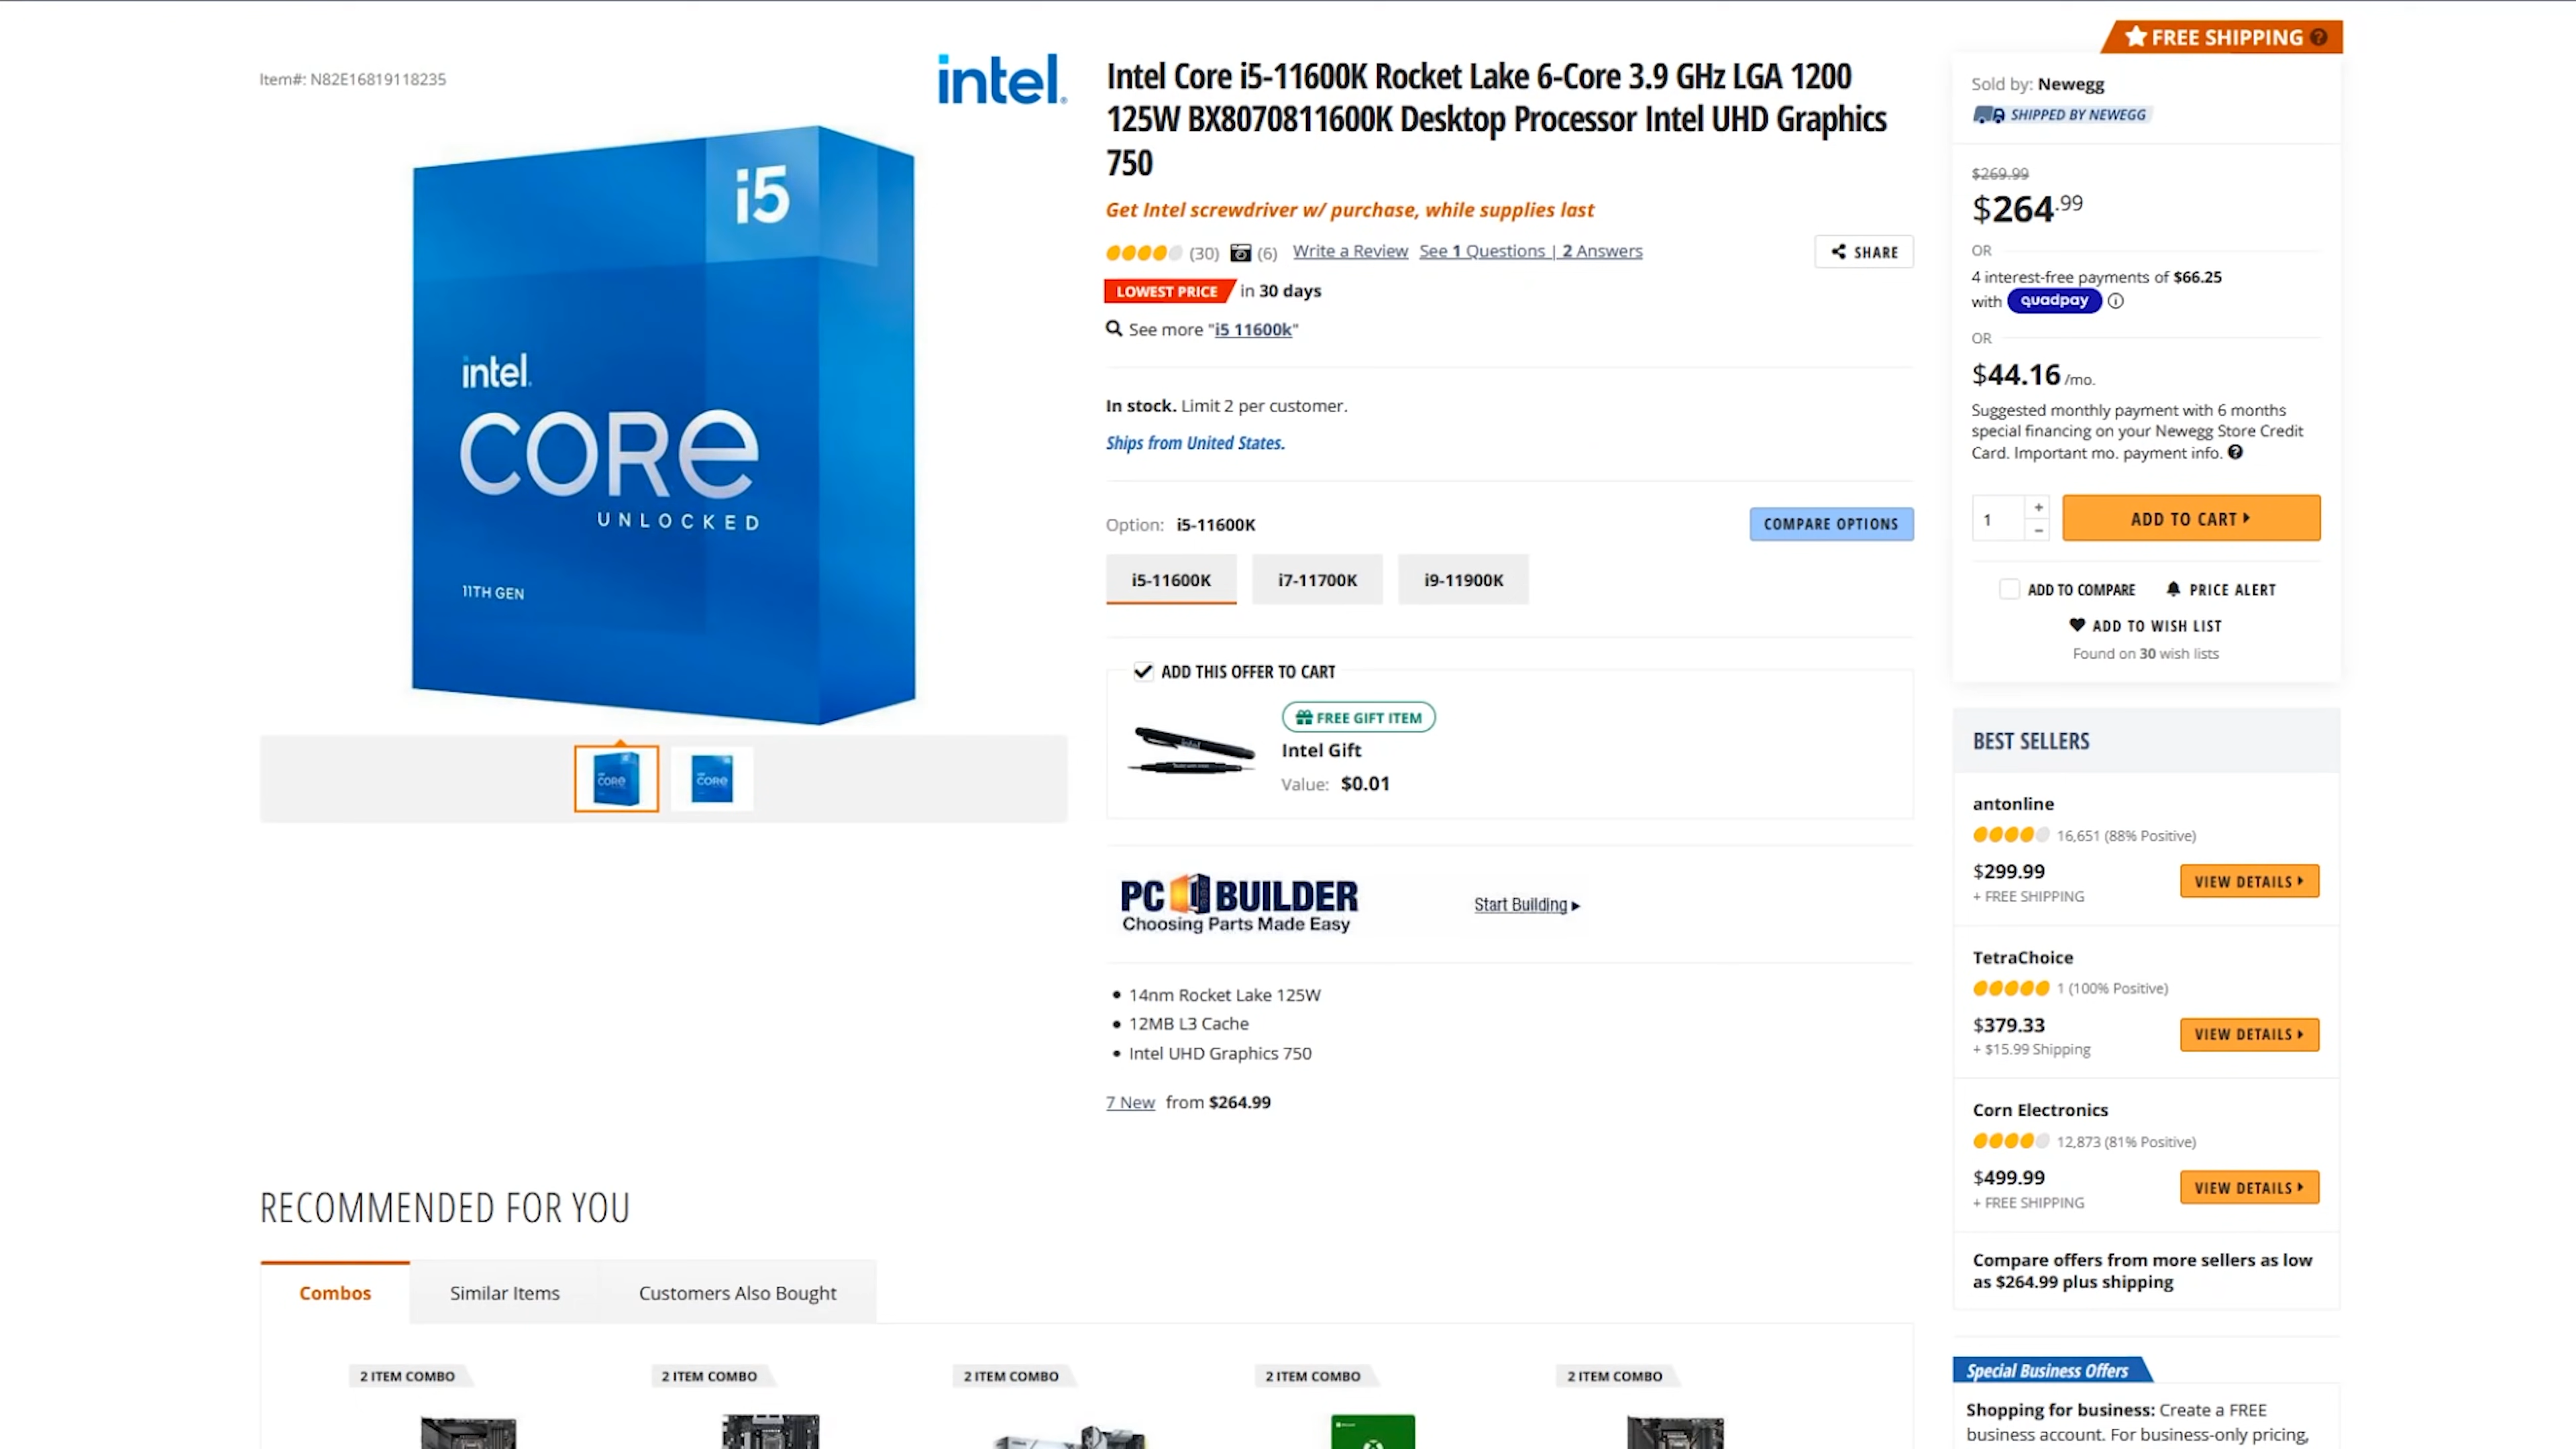 FREE SHIPPING
Item#: N82E16819118235
intel.
i5
intel.
CORE
UNLOCKED
11TH GEN
CORE
CORE
Intel Core i5-11600K Rocket Lake 6-Core 3.9 GHz LGA 1200
125W BX8070811600K Desktop Processor Intel UHD Graphics
750
Get Intel screwdriver w/ purchase, while supplies last
(30) (6) Write a Review See 1 Questions | 2 Answers
SHARE
LOWEST PRICE in 30 days
See more "i5 11600k"
In stock. Limit 2 per customer.
Ships from United States.
Option: i5-11600K
COMPARE OPTIONS
i5-11600K i7-11700K i9-11900K
ADD THIS OFFER TO CART
FREE GIFT ITEM
Intel Gift
Value: $0.01
PC BUILDER
Choosing Parts Made Easy
Start Building
14nm Rocket Lake 125W
12MB L3 Cache
Intel UHD Graphics 750
7 New from $264.99
Sold by: Newegg
SHIPPED BY NEWEGG
$269.99
$264.99
OR
4 interest-free payments of $66.25
with quadpay
OR
$44.16 /mo.
Suggested monthly payment with 6 months
special financing on your Newegg Store Credit
Card. Important mo. payment info.
1 + −
ADD TO CART
ADD TO COMPARE PRICE ALERT
ADD TO WISH LIST
Found on 30 wish lists
BEST SELLERS
antonline
16,651 (88% Positive)
$299.99
+ FREE SHIPPING
VIEW DETAILS
TetraChoice
1 (100% Positive)
$379.33
+ $15.99 Shipping
VIEW DETAILS
Corn Electronics
12,873 (81% Positive)
$499.99
+ FREE SHIPPING
VIEW DETAILS
Compare offers from more sellers as low
as $264.99 plus shipping
Special Business Offers
Shopping for business: Create a FREE
business account. For business-only pricing,
RECOMMENDED FOR YOU
Combos Similar Items Customers Also Bought
2 ITEM COMBO
2 ITEM COMBO
2 ITEM COMBO
2 ITEM COMBO
2 ITEM COMBO